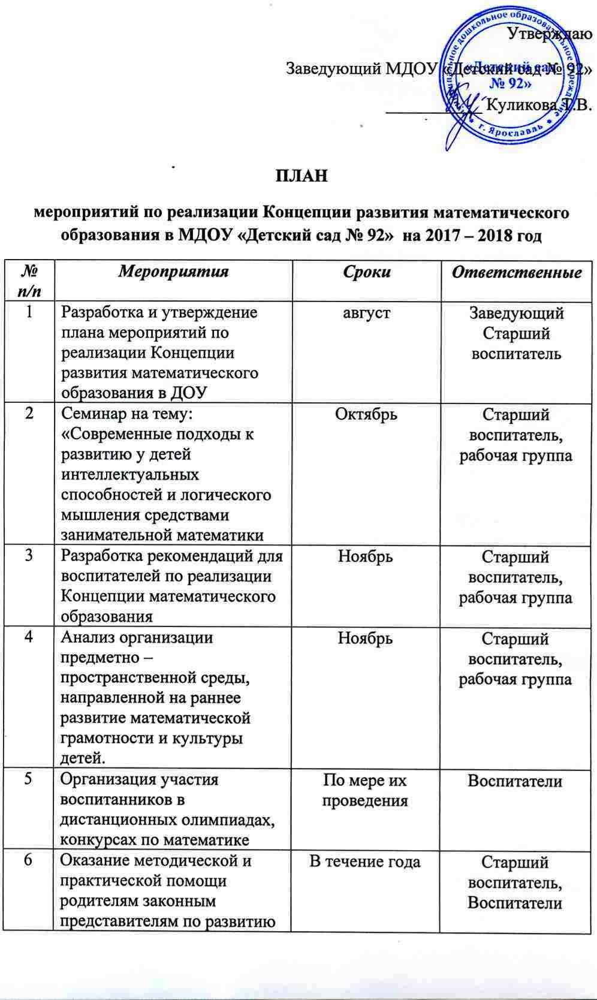 Утверждаю
Заведующий МДОУ «Детский сад № 92»
____________ Куликова Т.В.
дошкольное образовательное учреждение
«Детский сад
№ 92»
г. Ярославль
ПЛАН
мероприятий по реализации Концепции развития математического
образования в МДОУ «Детский сад № 92» на 2017 – 2018 год
№
п/п
Мероприятия
Сроки
Ответственные
1
Разработка и утверждение
плана мероприятий по
реализации Концепции
развития математического
образования в ДОУ
август
Заведующий
Старший
воспитатель
2
Семинар на тему:
«Современные подходы к
развитию у детей
интеллектуальных
способностей и логического
мышления средствами
занимательной математики
Октябрь
Старший
воспитатель,
рабочая группа
3
Разработка рекомендаций для
воспитателей по реализации
Концепции математического
образования
Ноябрь
Старший
воспитатель,
рабочая группа
4
Анализ организации
предметно –
пространственной среды,
направленной на раннее
развитие математической
грамотности и культуры
детей.
Ноябрь
Старший
воспитатель,
рабочая группа
5
Организация участия
воспитанников в
дистанционных олимпиадах,
конкурсах по математике
По мере их
проведения
Воспитатели
6
Оказание методической и
практической помощи
родителям законным
представителям по развитию
В течение года
Старший
воспитатель,
Воспитатели